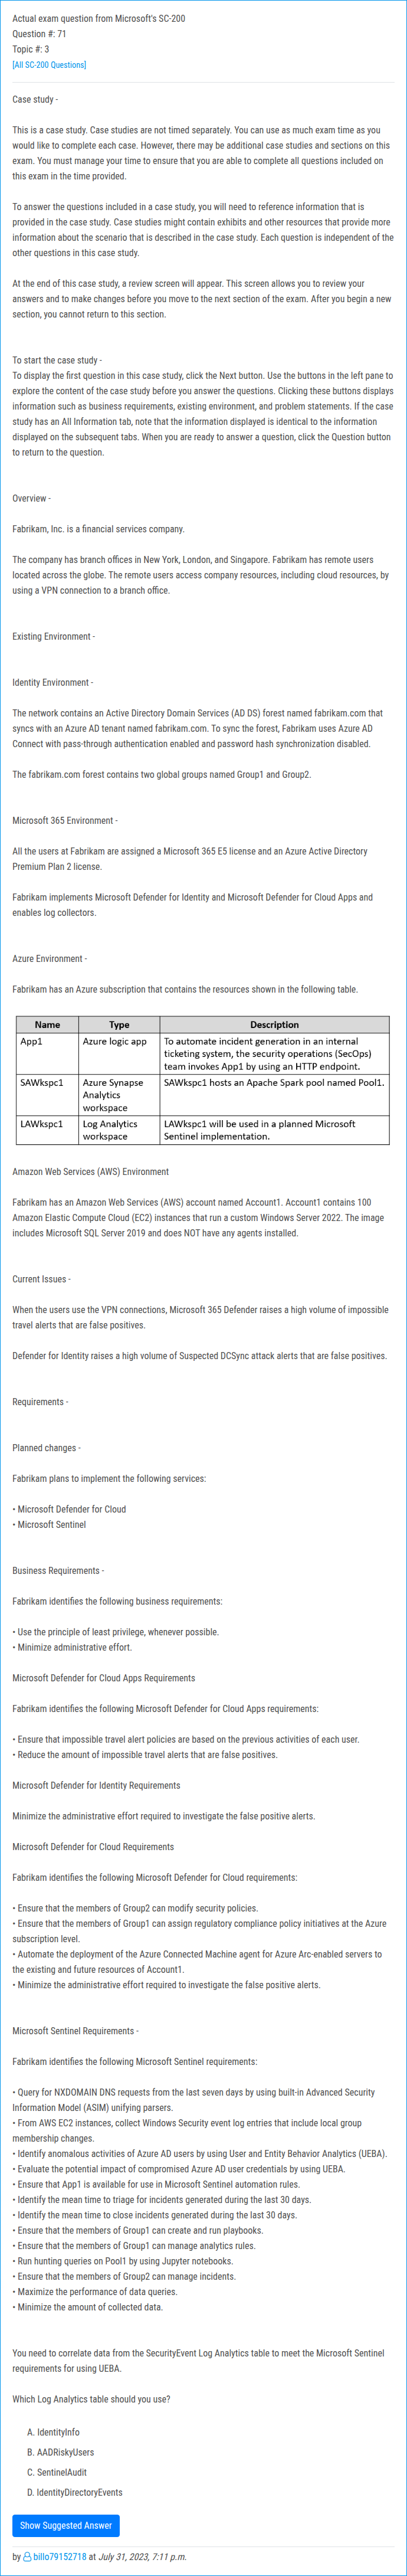 Actual exam question from Microsoft's SC-200
Question #: 71
Topic #: 3
[All SC-200 Questions]
Case study -
This is a case study. Case studies are not timed separately. You can use as much exam time as you
would like to complete each case. However, there may be additional case studies and sections on this
exam. You must manage your time to ensure that you are able to complete all questions included on
this exam in the time provided.
To answer the questions included in a case study, you will need to reference information that is
provided in the case study. Case studies might contain exhibits and other resources that provide more
information about the scenario that is described in the case study. Each question is independent of the
other questions in this case study.
At the end of this case study, a review screen will appear. This screen allows you to review your
answers and to make changes before you move to the next section of the exam. After you begin a new
section, you cannot return to this section.
To start the case study -
To display the first question in this case study, click the Next button. Use the buttons in the left pane to
explore the content of the case study before you answer the questions. Clicking these buttons displays
information such as business requirements, existing environment, and problem statements. If the case
study has an All Information tab, note that the information displayed is identical to the information
displayed on the subsequent tabs. When you are ready to answer a question, click the Question button
to return to the question.
Overview -
Fabrikam, Inc. is a financial services company.
The company has branch offices in New York, London, and Singapore. Fabrikam has remote users
located across the globe. The remote users access company resources, including cloud resources, by
using a VPN connection to a branch office.
Existing Environment -
Identity Environment -
The network contains an Active Directory Domain Services (AD DS) forest named fabrikam.com that
syncs with an Azure AD tenant named fabrikam.com. To sync the forest, Fabrikam uses Azure AD
Connect with pass-through authentication enabled and password hash synchronization disabled.
The fabrikam.com forest contains two global groups named Group1 and Group2.
Microsoft 365 Environment -
All the users at Fabrikam are assigned a Microsoft 365 E5 license and an Azure Active Directory
Premium Plan 2 license.
Fabrikam implements Microsoft Defender for Identity and Microsoft Defender for Cloud Apps and
enables log collectors.
Azure Environment -
Fabrikam has an Azure subscription that contains the resources shown in the following table.
Name Type Description
App1 Azure logic app To automate incident generation in an internal
ticketing system, the security operations (SecOps)
team invokes App1 by using an HTTP endpoint.
SAWkspc1 Azure Synapse SAWkspc1 hosts an Apache Spark pool named Pool1.
Analytics
workspace
LAWkspc1 Log Analytics LAWkspc1 will be used in a planned Microsoft
workspace Sentinel implementation.
Amazon Web Services (AWS) Environment
Fabrikam has an Amazon Web Services (AWS) account named Account1. Account1 contains 100
Amazon Elastic Compute Cloud (EC2) instances that run a custom Windows Server 2022. The image
includes Microsoft SQL Server 2019 and does NOT have any agents installed.
Current Issues -
When the users use the VPN connections, Microsoft 365 Defender raises a high volume of impossible
travel alerts that are false positives.
Defender for Identity raises a high volume of Suspected DCSync attack alerts that are false positives.
Requirements -
Planned changes -
Fabrikam plans to implement the following services:
• Microsoft Defender for Cloud
• Microsoft Sentinel
Business Requirements -
Fabrikam identifies the following business requirements:
• Use the principle of least privilege, whenever possible.
• Minimize administrative effort.
Microsoft Defender for Cloud Apps Requirements
Fabrikam identifies the following Microsoft Defender for Cloud Apps requirements:
• Ensure that impossible travel alert policies are based on the previous activities of each user.
• Reduce the amount of impossible travel alerts that are false positives.
Microsoft Defender for Identity Requirements
Minimize the administrative effort required to investigate the false positive alerts.
Microsoft Defender for Cloud Requirements
Fabrikam identifies the following Microsoft Defender for Cloud requirements:
• Ensure that the members of Group2 can modify security policies.
• Ensure that the members of Group1 can assign regulatory compliance policy initiatives at the Azure
subscription level.
• Automate the deployment of the Azure Connected Machine agent for Azure Arc-enabled servers to
the existing and future resources of Account1.
• Minimize the administrative effort required to investigate the false positive alerts.
Microsoft Sentinel Requirements -
Fabrikam identifies the following Microsoft Sentinel requirements:
• Query for NXDOMAIN DNS requests from the last seven days by using built-in Advanced Security
Information Model (ASIM) unifying parsers.
• From AWS EC2 instances, collect Windows Security event log entries that include local group
membership changes.
• Identify anomalous activities of Azure AD users by using User and Entity Behavior Analytics (UEBA).
• Evaluate the potential impact of compromised Azure AD user credentials by using UEBA.
• Ensure that App1 is available for use in Microsoft Sentinel automation rules.
• Identify the mean time to triage for incidents generated during the last 30 days.
• Identify the mean time to close incidents generated during the last 30 days.
• Ensure that the members of Group1 can create and run playbooks.
• Ensure that the members of Group1 can manage analytics rules.
• Run hunting queries on Pool1 by using Jupyter notebooks.
• Ensure that the members of Group2 can manage incidents.
• Maximize the performance of data queries.
• Minimize the amount of collected data.
You need to correlate data from the SecurityEvent Log Analytics table to meet the Microsoft Sentinel
requirements for using UEBA.
Which Log Analytics table should you use?
A. IdentityInfo
B. AADRiskyUsers
C. SentinelAudit
D. IdentityDirectoryEvents
Show Suggested Answer
by billo79152718 at July 31, 2023, 7:11 p.m.